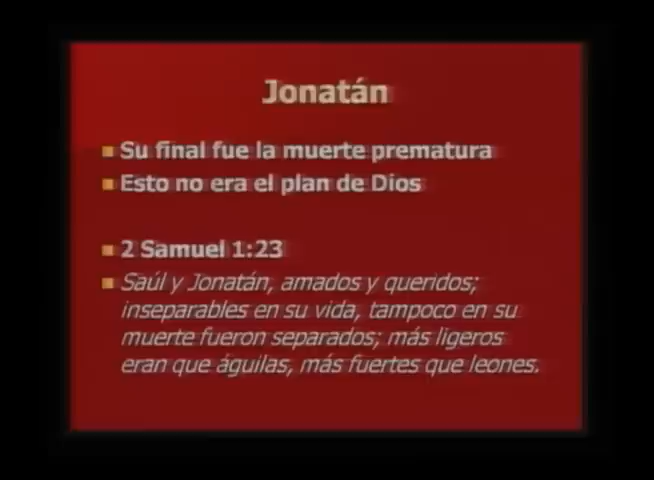 Jonatán
Su final fue la muerte prematura
Esto no era el plan de Dios
2 Samuel 1:23
Saúl y Jonatán, amados y queridos;
inseparables en su vida, tampoco en su
muerte fueron separados; más ligeros
eran que águilas, más fuertes que leones.